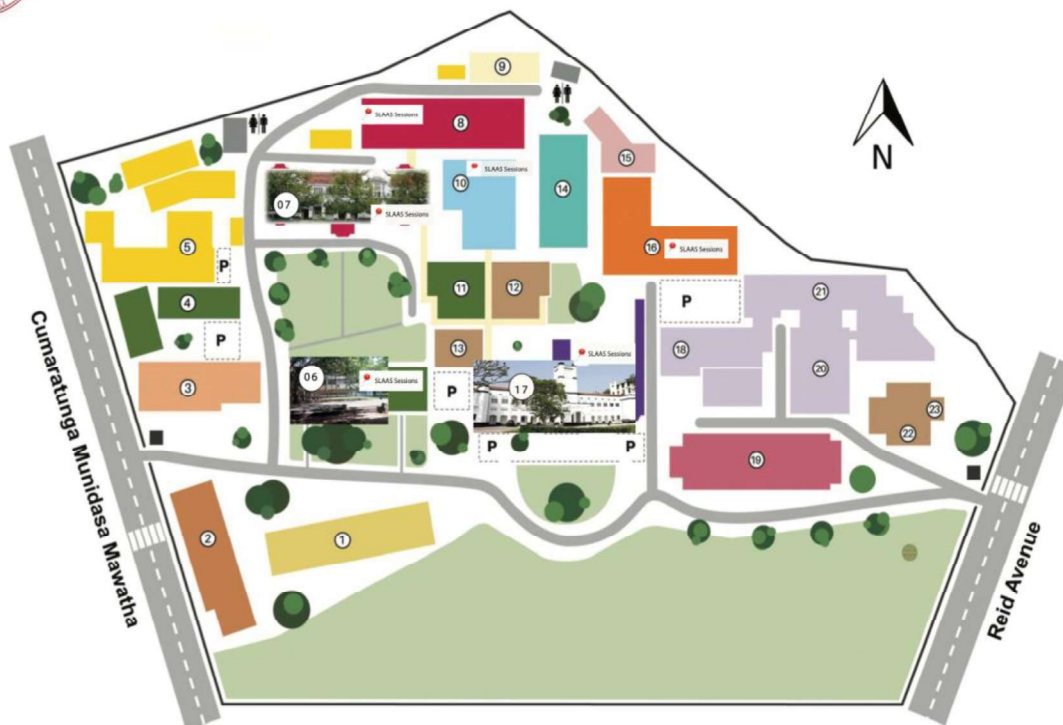 9
SLAAS Sessions
8
N
SLAAS Sessions
10
15
14
07
SLAAS Sessions
16
SLAAS Sessions
5
P
11
12
P
21
4
P
13
18
SLAAS Sessions
20
3
06
SLAAS Sessions
P
17
23
22
P
P
19
2
1
Cumaratunga Munidasa Mawatha
Reid Avenue